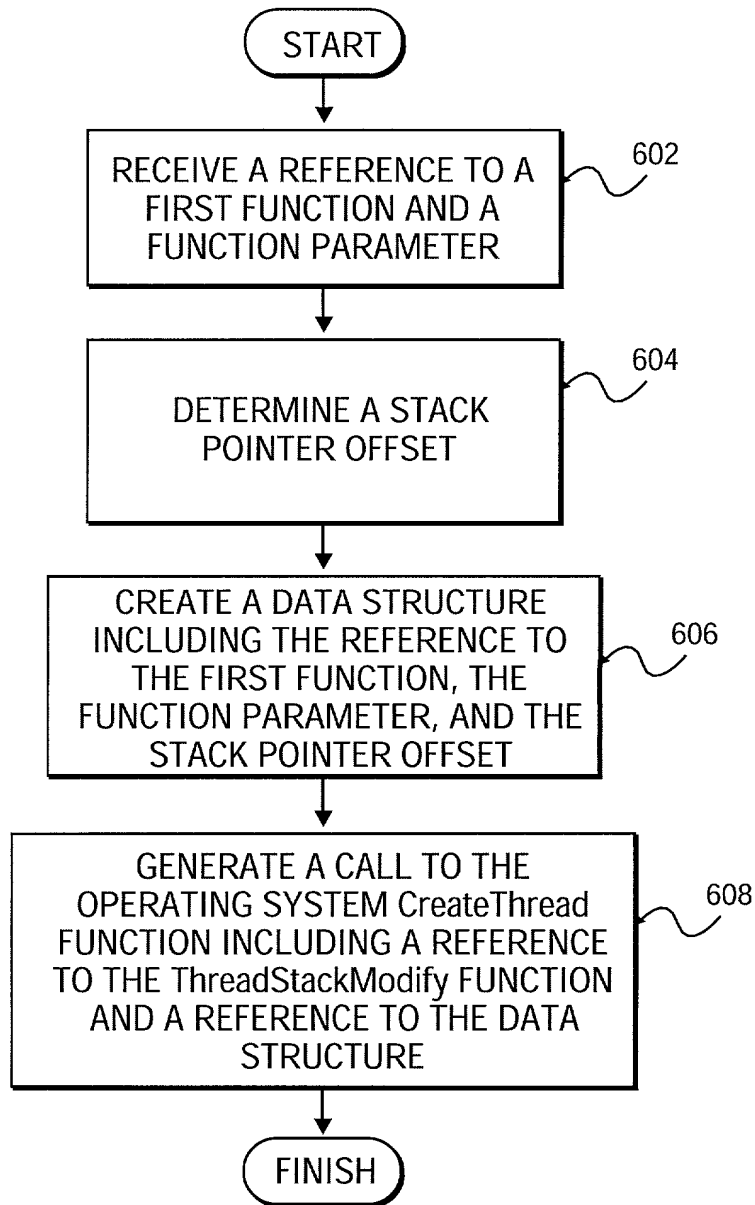 START
RECEIVE A REFERENCE TO A
FIRST FUNCTION AND A
FUNCTION PARAMETER
602
DETERMINE A STACK
POINTER OFFSET
604
CREATE A DATA STRUCTURE
INCLUDING THE REFERENCE TO
THE FIRST FUNCTION, THE
FUNCTION PARAMETER, AND THE
STACK POINTER OFFSET
606
GENERATE A CALL TO THE
OPERATING SYSTEM CreateThread
FUNCTION INCLUDING A REFERENCE
TO THE ThreadStackModify FUNCTION
AND A REFERENCE TO THE DATA
STRUCTURE
608
FINISH